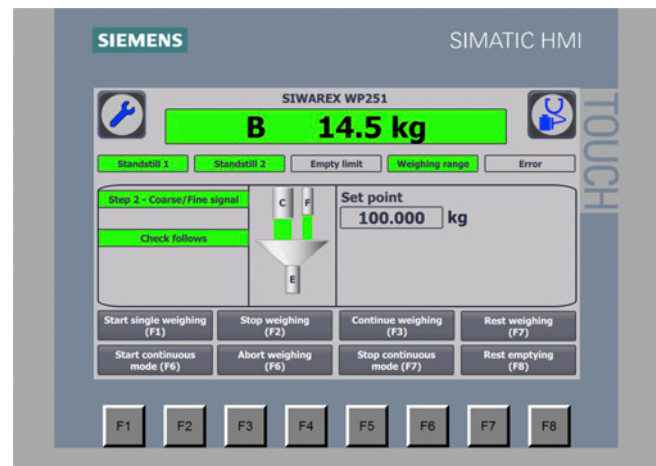 SIEMENS
SIMATIC HMI
TOUCH
SIWAREX WP251
B 14.5 kg
Standstill 1
Standstill 2
Empty limit
Weighing range
Error
Step 2 - Coarse/Fine signal
Check follows
C
F
E
Set point
100.000 kg
Start single weighing
(F1)
Stop weighing
(F2)
Continue weighing
(F3)
Rest weighing
(F7)
Start continuous
mode (F6)
Abort weighing
(F6)
Stop continuous
mode (F7)
Rest emptying
(F8)
F1
F2
F3
F4
F5
F6
F7
F8